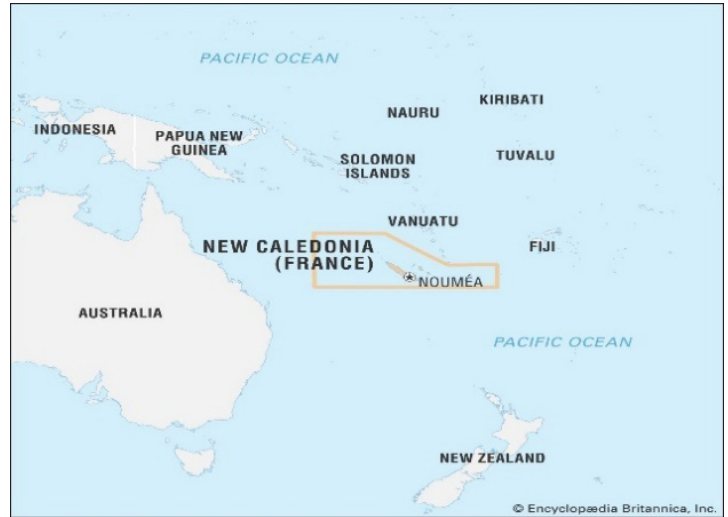 PACIFIC OCEAN
KIRIBATI
NAURU
INDONESIA
PAPUA NEW
GUINEA
SOLOMON
ISLANDS
TUVALU
VANUATU
NEW CALEDONIA
(FRANCE)
FIJI
NOUMÉA
AUSTRALIA
PACIFIC OCEAN
NEW ZEALAND
© Encyclopædia Britannica, Inc.